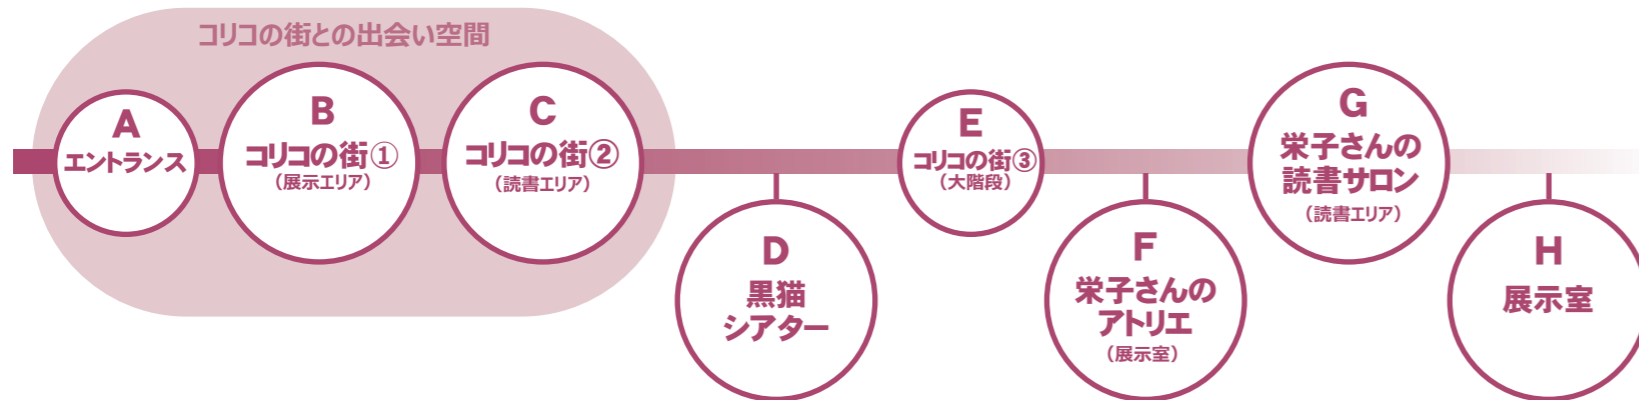 コリコの街との出会い空間
A
エントランス
B
コリコの街①
（展示エリア）
C
コリコの街②
（読書エリア）
D
黒猫
シアター
E
コリコの街③
（大階段）
F
栄子さんの
アトリエ
（展示室）
G
栄子さんの
読書サロン
（読書エリア）
H
展示室